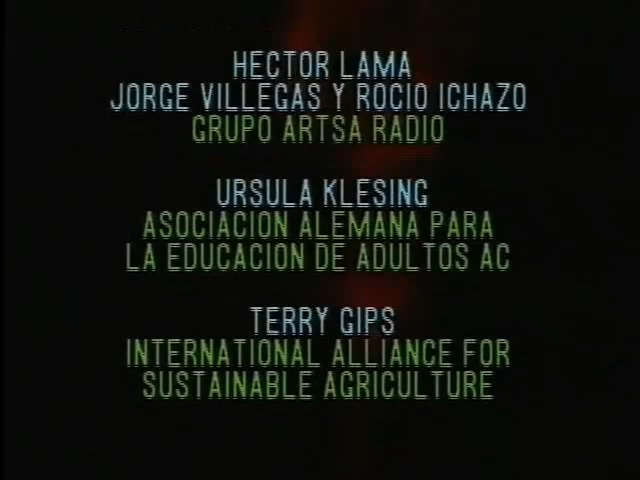 HECTOR LAMA
JORGE VILLEGAS Y ROCIO ICHAZO
GRUPO ARTSA RADIO
URSULA KLESING
ASOCIACION ALEMANA PARA
LA EDUCACION DE ADULTOS AC
TERRY GIPS
INTERNATIONAL ALLIANCE FOR
SUSTAINABLE AGRICULTURE